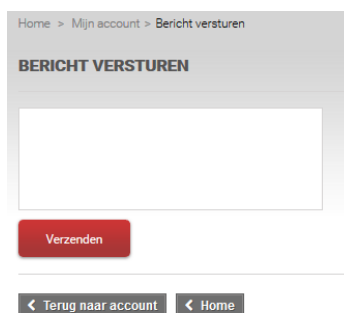 Home > Mijn account > Bericht versturen
BERICHT VERSTUREN
Verzenden
Terug naar account Home